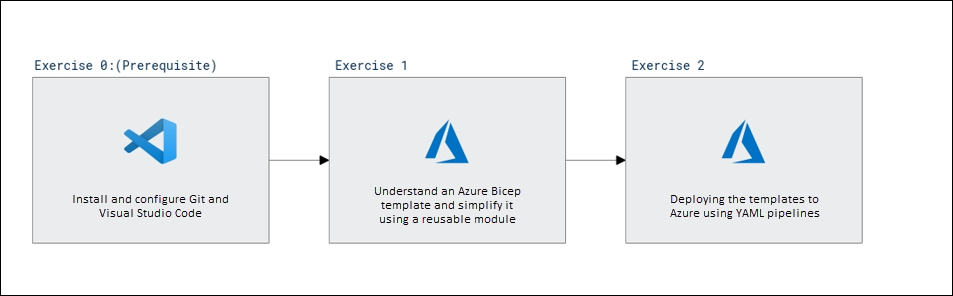 Exercise 0:(Prerequisite)
Install and configure Git and
Visual Studio Code
Exercise 1
Understand an Azure Bicep
template and simplify it
using a reusable module
Exercise 2
Deploying the templates to
Azure using YAML pipelines